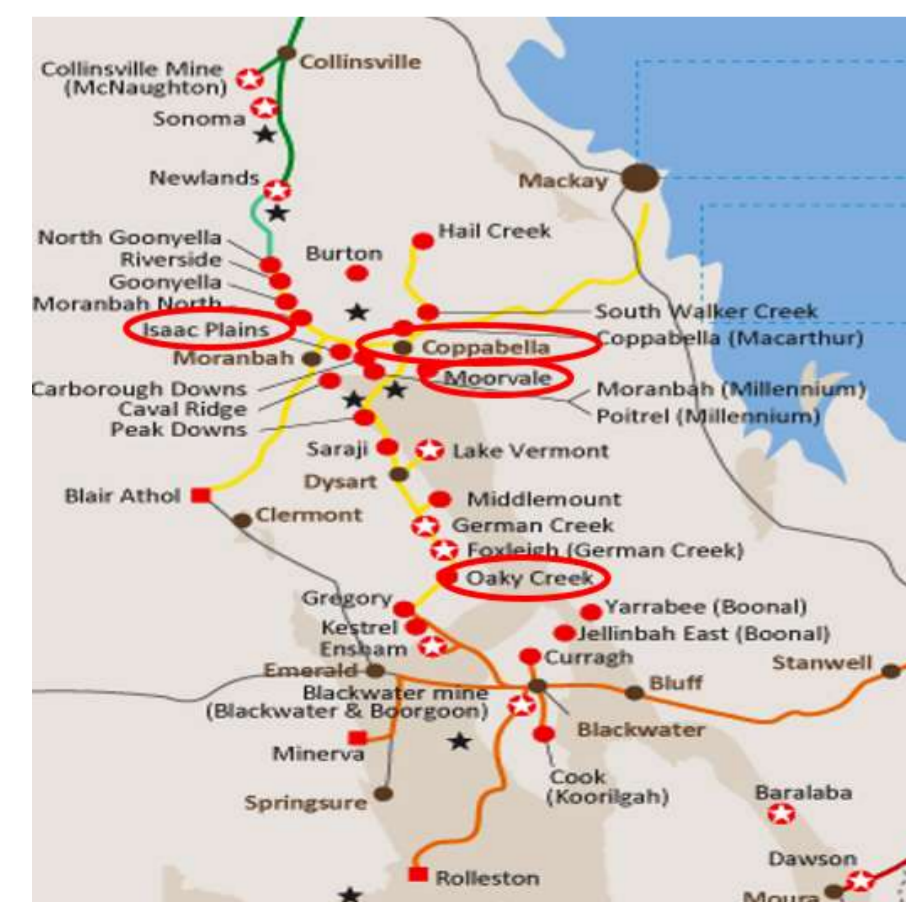 Collinsville
Collinsville Mine
(McNaughton)
Sonoma
Newlands
Mackay
North Goonyella
Riverside
Goonyella
Moranbah North
Isaac Plains
Moranbah
Burton
Hail Creek
South Walker Creek
Coppabella (Macarthur)
Coppabella
Moorvale
Moranbah (Millennium)
Poitrel (Millennium)
Carborough Downs
Caval Ridge
Peak Downs
Saraji
Lake Vermont
Dysart
Blair Athol
Clermont
Middlemount
German Creek
Foxleigh (German Creek)
Oaky Creek
Gregory
Kestrel
Ensham
Yarrabee (Boonal)
Jellinbah East (Boonal)
Curragh
Emerald
Stanwell
Bluff
Blackwater mine
(Blackwater & Boorgoon)
Blackwater
Minerva
Cook
(Koorilgah)
Springsure
Baralaba
Rolleston
Dawson
Moura